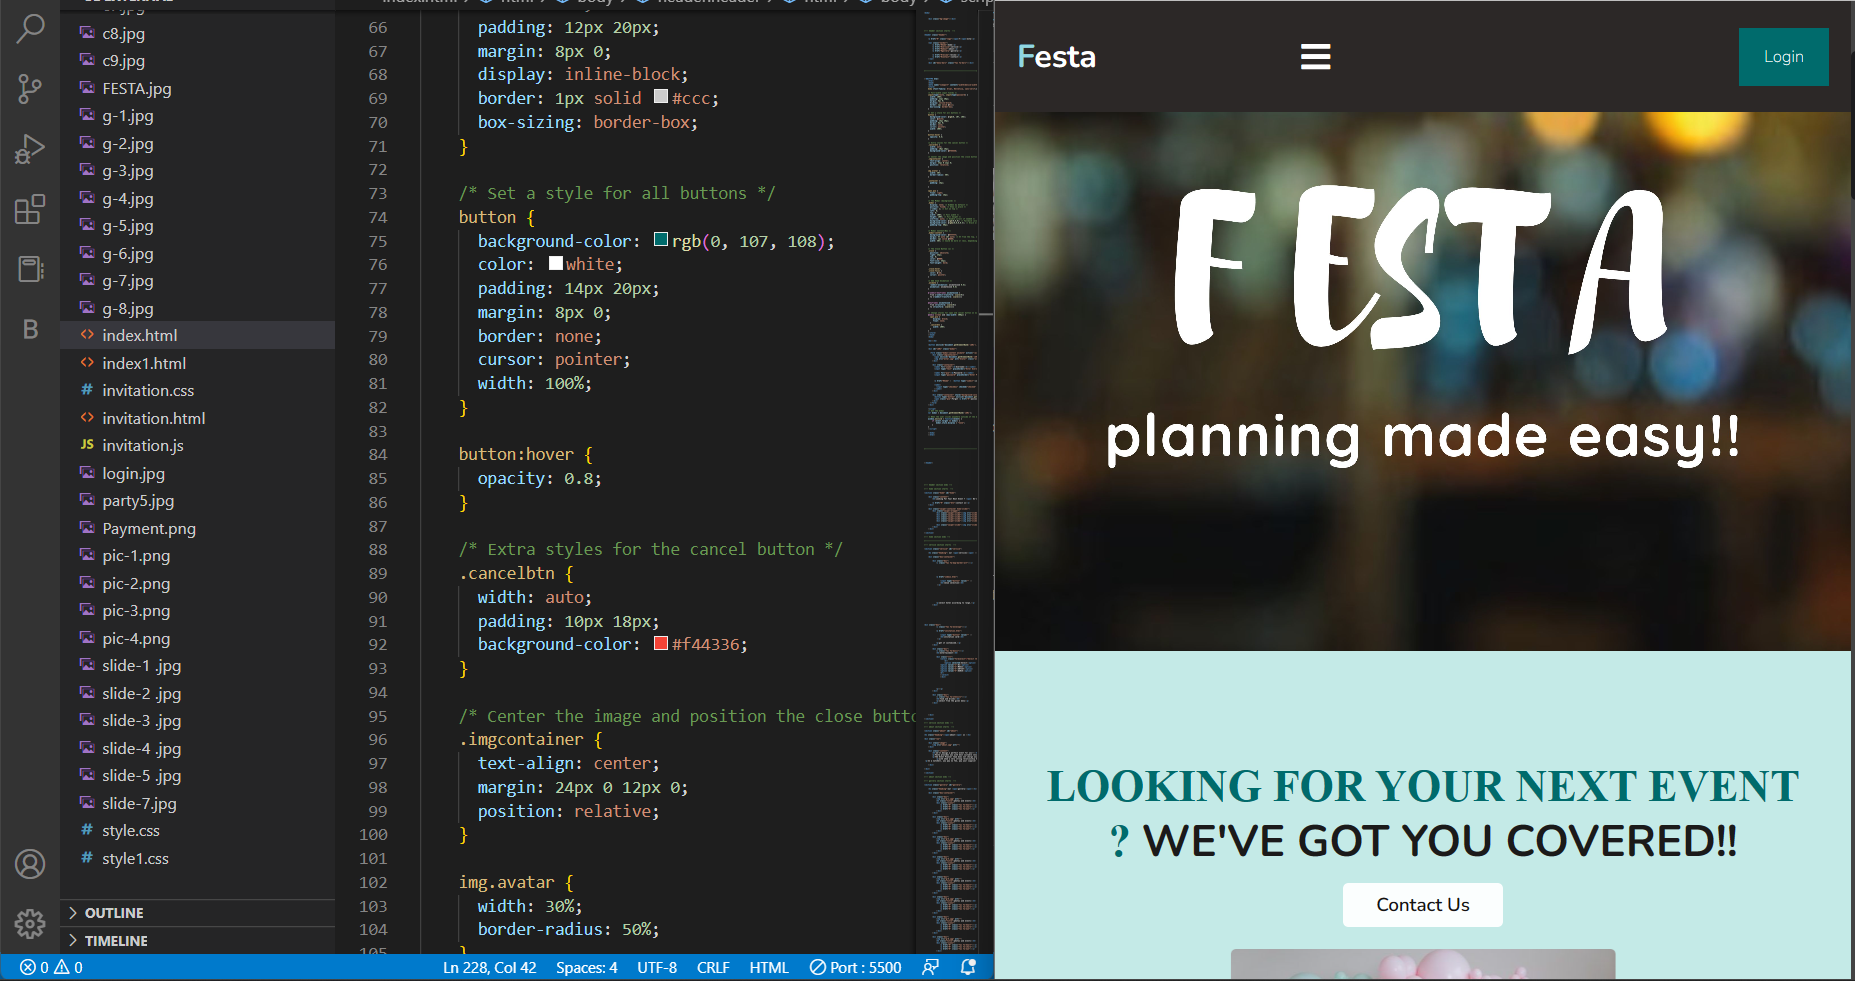 c8.jpg
c9.jpg
FESTA.jpg
g-1.jpg
g-2.jpg
g-3.jpg
g-4.jpg
g-5.jpg
g-6.jpg
g-7.jpg
g-8.jpg
index.html
index1.html
invitation.css
invitation.html
invitation.js
login.jpg
party5.jpg
Payment.png
pic-1.png
pic-2.png
pic-3.png
pic-4.png
slide-1 .jpg
slide-2 .jpg
slide-3 .jpg
slide-4 .jpg
slide-5 .jpg
slide-7.jpg
style.css
style1.css
OUTLINE
TIMELINE
66 padding: 12px 20px;
67 margin: 8px 0;
68 display: inline-block;
69 border: 1px solid #ccc;
70 box-sizing: border-box;
71 }
72
73 /* Set a style for all buttons */
74 button {
75 background-color: rgb(0, 107, 108);
76 color: white;
77 padding: 14px 20px;
78 margin: 8px 0;
79 border: none;
80 cursor: pointer;
81 width: 100%;
82 }
83
84 button:hover {
85 opacity: 0.8;
86 }
87
88 /* Extra styles for the cancel button */
89 .cancelbtn {
90 width: auto;
91 padding: 10px 18px;
92 background-color: #f44336;
93 }
94
95 /* Center the image and position the close butto
96 .imgcontainer {
97 text-align: center;
98 margin: 24px 0 12px 0;
99 position: relative;
100 }
101
102 img.avatar {
103 width: 30%;
104 border-radius: 50%;
105 }
0 0
Ln 228, Col 42 Spaces: 4 UTF-8 CRLF HTML Port : 5500
Festa
Login
FESTA
planning made easy!!
LOOKING FOR YOUR NEXT EVENT
? WE'VE GOT YOU COVERED!!
Contact Us